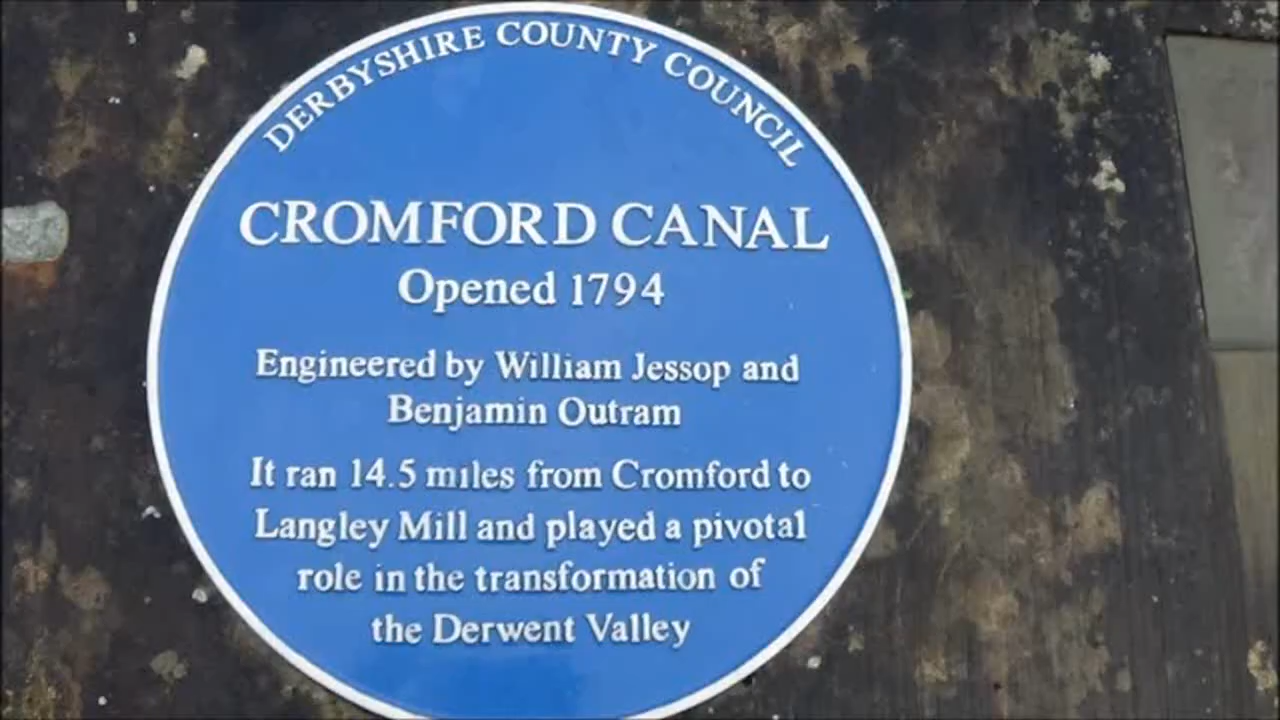 DERBYSHIRE COUNTY COUNCIL
CROMFORD CANAL
Opened 1794
Engineered by William Jessop and
Benjamin Outram
It ran 14.5 miles from Cromford to
Langley Mill and played a pivotal
role in the transformation of
the Derwent Valley